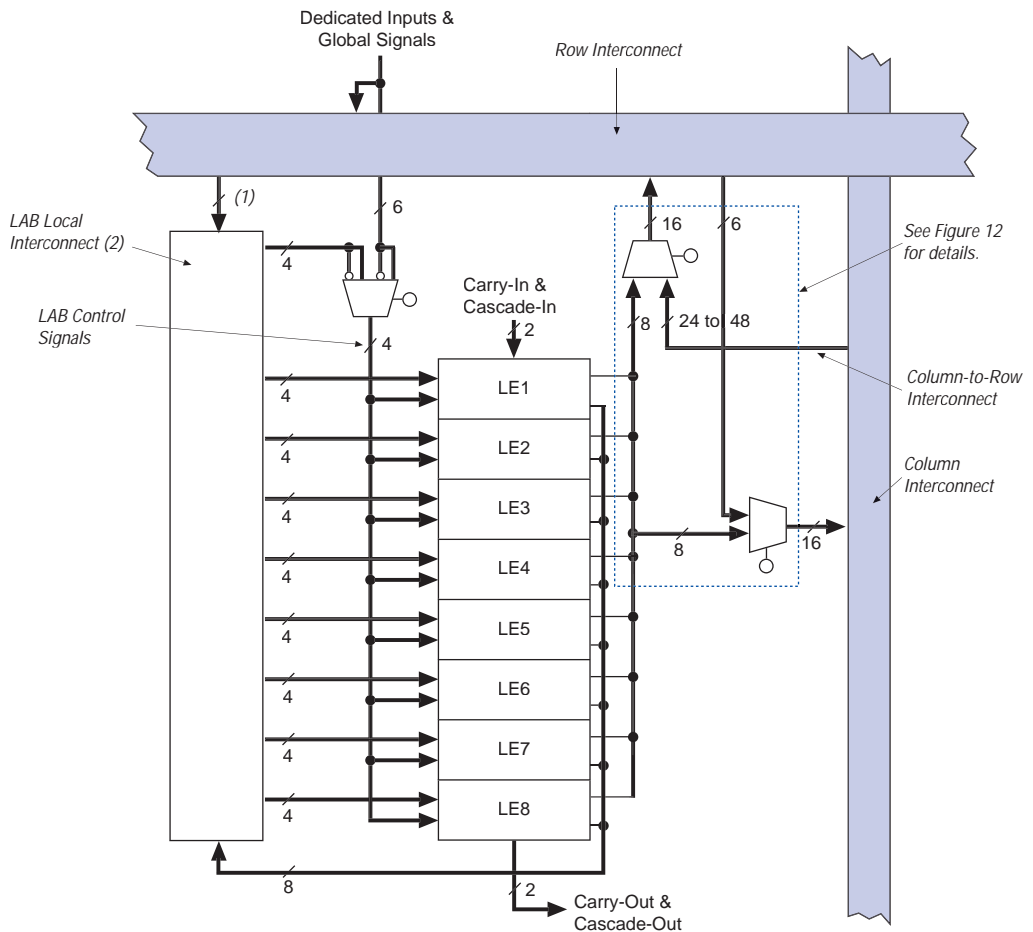 Dedicated Inputs &
Global Signals
Row Interconnect
(1)
6
16
6
LAB Local
Interconnect (2)
See Figure 12
for details.
4
Carry-In &
Cascade-In
LAB Control
Signals
4
2
8
24 to 48
LE1
4
Column-to-Row
Interconnect
LE2
4
Column
Interconnect
LE3
4
8
16
LE4
4
LE5
4
LE6
4
LE7
4
LE8
4
8
2
Carry-Out &
Cascade-Out